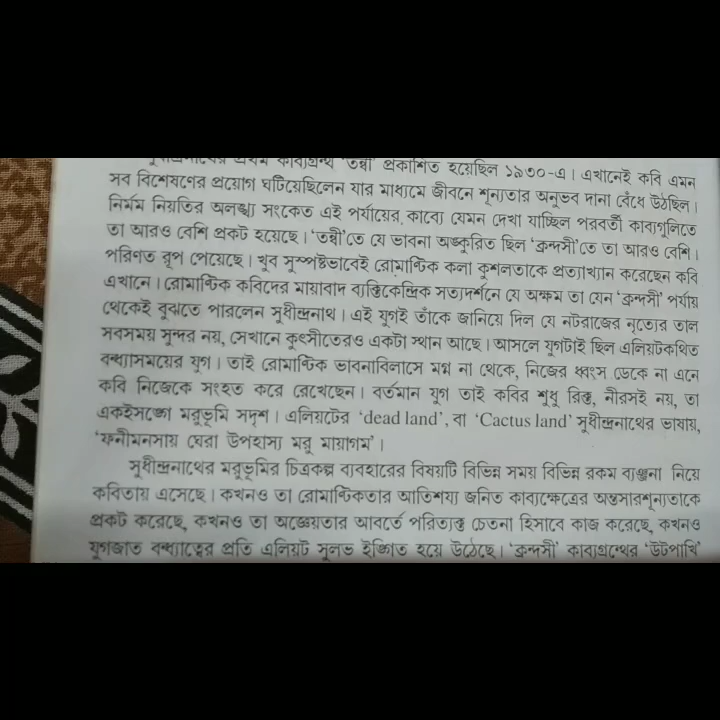 প্রথম কাব্যগ্রন্থ 'তন্বী' প্রকাশিত হয়েছিল ১৯৩০-এ। এখানেই কবি এমন
সব বিশেষণের প্রয়োগ ঘটিয়েছিলেন যার মাধ্যমে জীবনে শূন্যতার অনুভব দানা বেঁধে উঠছিল।
নির্মম নিয়তির অলঙ্ঘ্য সংকেত এই পর্যায়ের কাব্যে যেমন দেখা যাচ্ছিল পরবর্তী কাব্যগুলিতে
তা আরও বেশি প্রকট হয়েছে। 'তন্বী'তে যে ভাবনা অঙ্কুরিত ছিল 'ক্রন্দসী'তে তা আরও বেশি।
পরিণত রূপ পেয়েছে। খুব সুস্পষ্টভাবেই রোমান্টিক কলা কুশলতাকে প্রত্যাখ্যান করেছেন কবি
এখানে। রোমান্টিক কবিদের মায়াবাদ ব্যক্তিকেন্দ্রিক সত্যদর্শনে যে অক্ষম তা যেন 'ক্রন্দসী' পর্যায়
থেকেই বুঝতে পারলেন সুধীন্দ্রনাথ। এই যুগই তাঁকে জানিয়ে দিল যে নটরাজের নৃত্যের তাল
সবসময় সুন্দর নয়, সেখানে কুৎসীতেরও একটা স্থান আছে। আসলে যুগটাই ছিল এলিয়টকথিত
বন্ধ্যাসময়ের যুগ। তাই রোমান্টিক ভাবনাবিলাসে মগ্ন না থেকে, নিজের ধ্বংস ডেকে না এনে
কবি নিজেকে সংহত করে রেখেছেন। বর্তমান যুগ তাই কবির শুধু রিক্ত, নীরসই নয়, তা
একইসঙ্গে মরুভূমি সদৃশ। এলিয়টের 'dead land', বা 'Cactus land' সুধীন্দ্রনাথের ভাষায়,
'ফনীমনসায় ঘেরা উপহাস্য মরু মায়াগম'।
সুধীন্দ্রনাথের মরুভূমির চিত্রকল্প ব্যবহারের বিষয়টি বিভিন্ন সময় বিভিন্ন রকম ব্যঞ্জনা নিয়ে
কবিতায় এসেছে। কখনও তা রোমান্টিকতার আতিশয্য জনিত কাব্যক্ষেত্রের অন্তসারশূন্যতাকে
প্রকট করেছে, কখনও তা অজ্ঞেয়তার আবর্তে পরিত্যক্ত চেতনা হিসাবে কাজ করেছে, কখনও
যুগজাত বন্ধ্যাত্বের প্রতি এলিয়ট সুলভ ইঙ্গিত হয়ে উঠেছে। 'ক্রন্দসী' কাব্যগ্রন্থের 'উটপাখি'